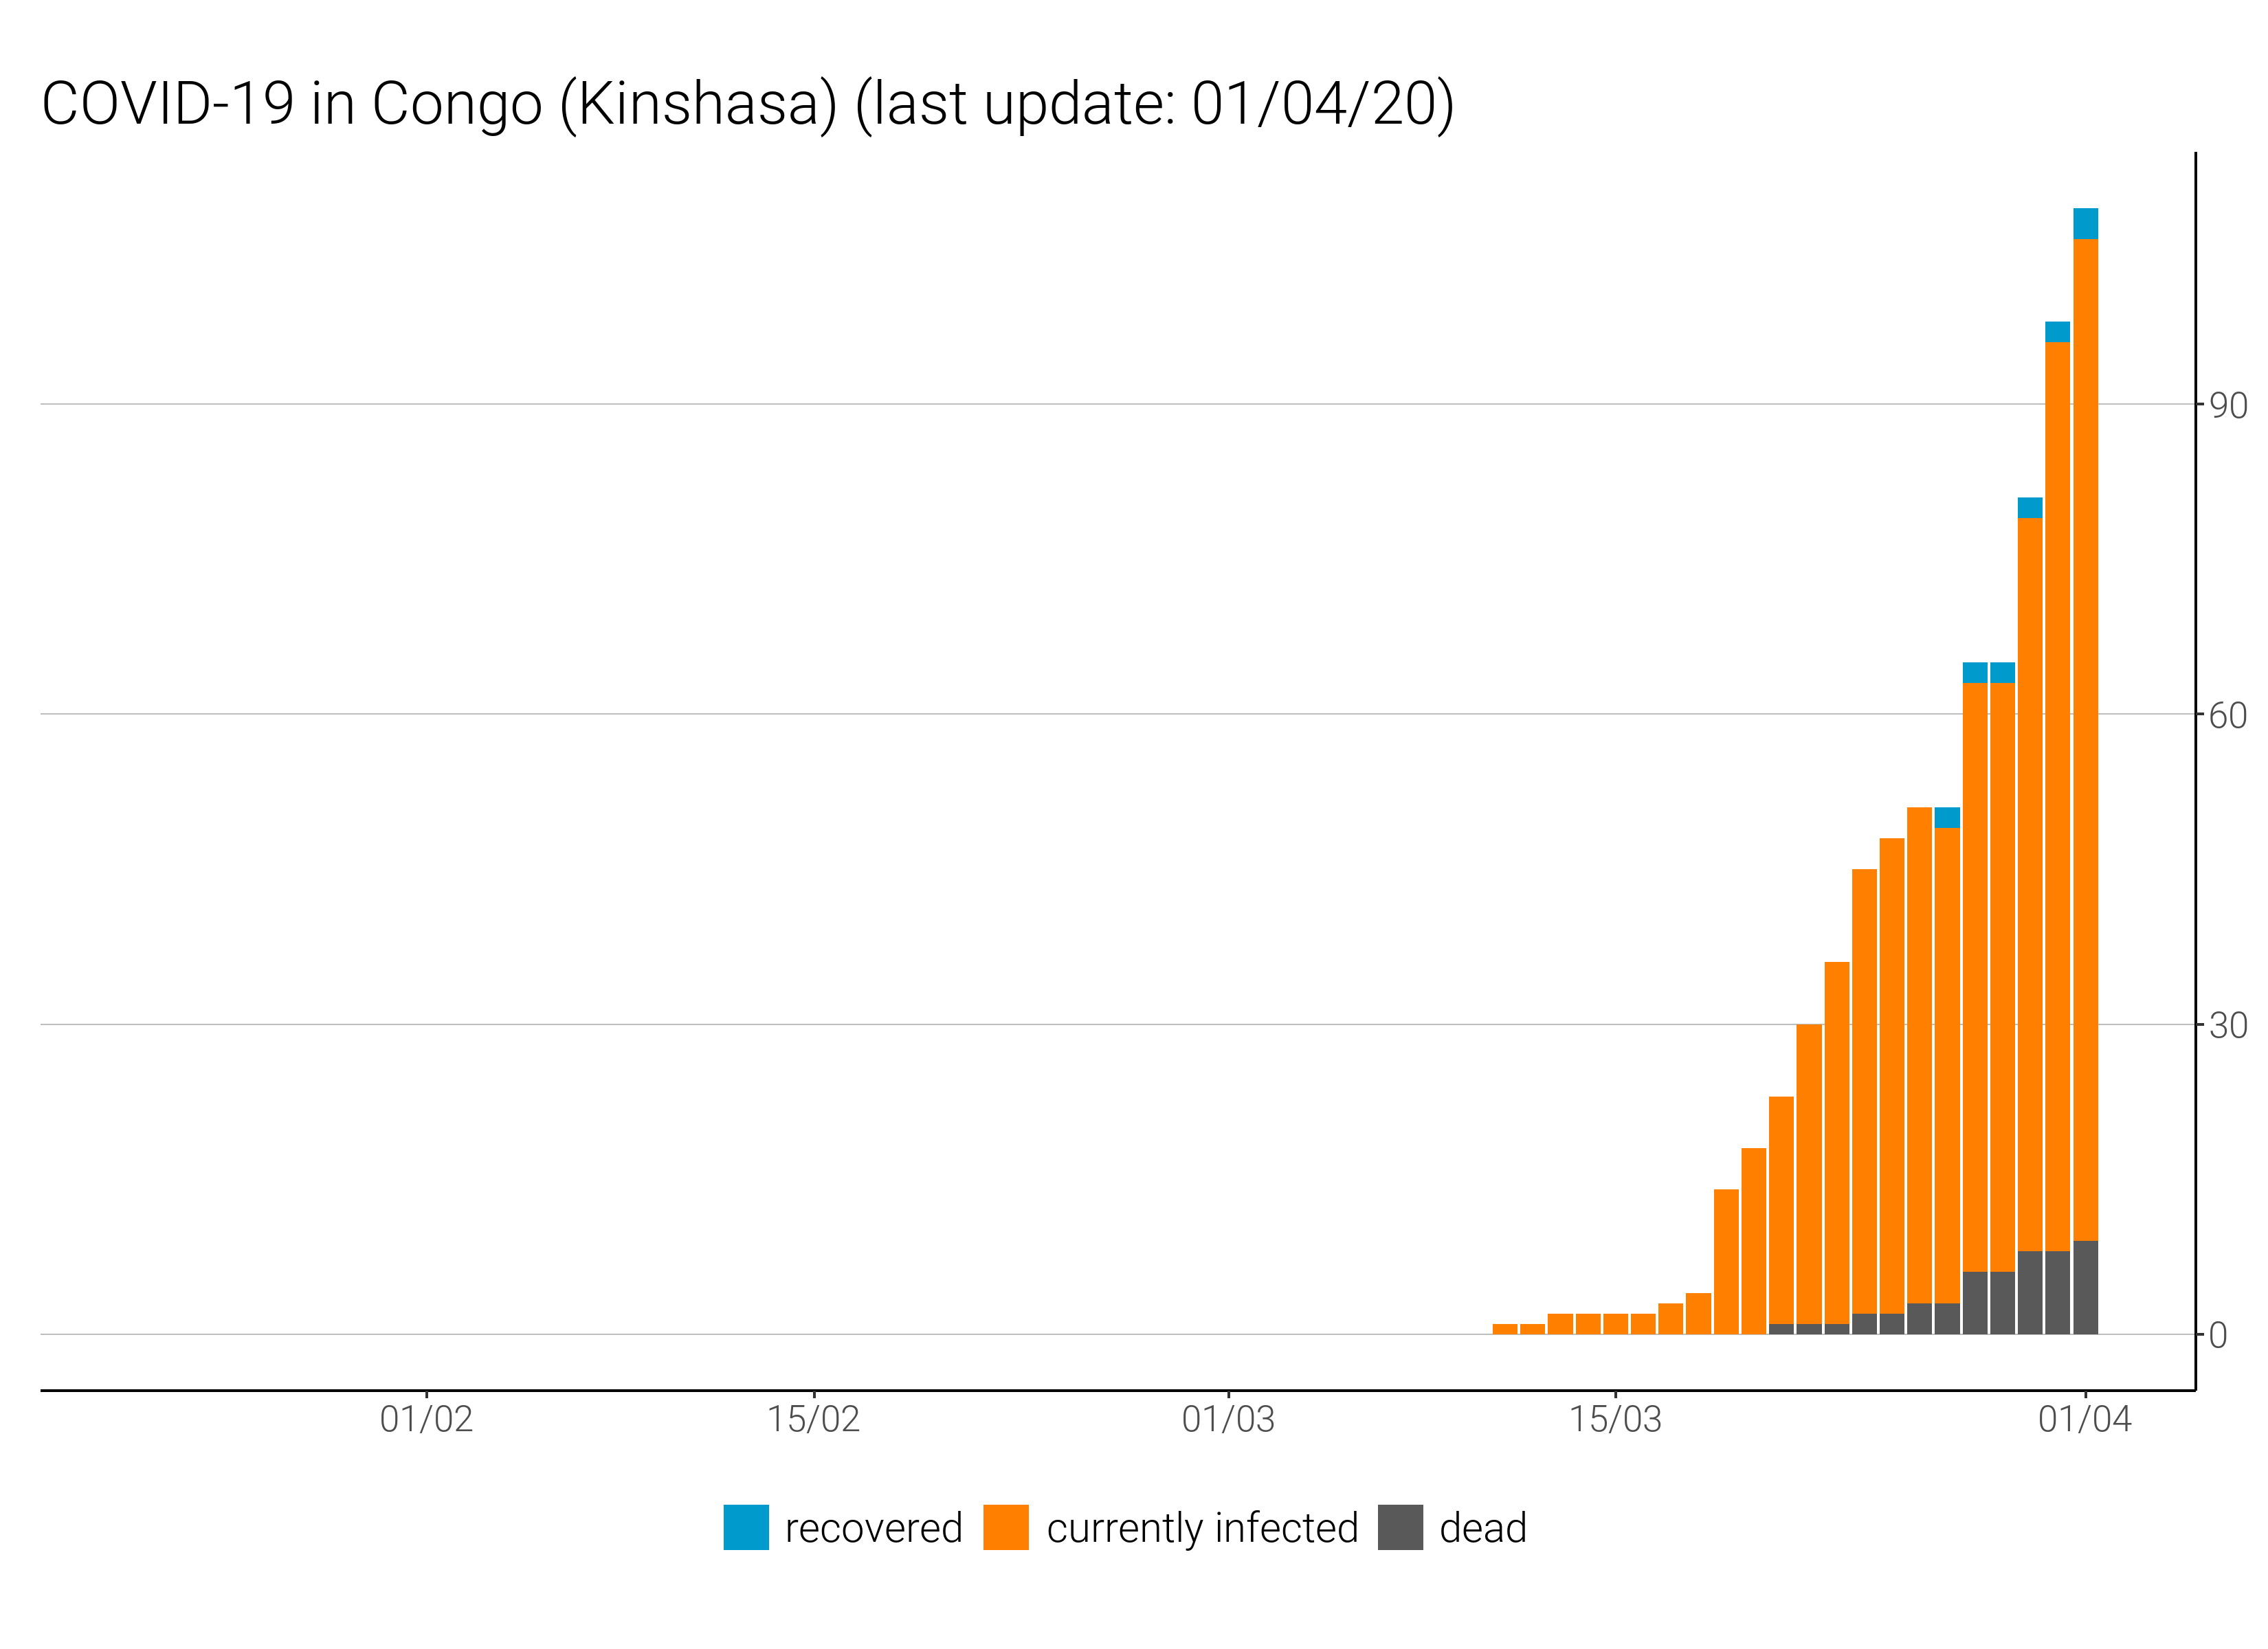 COVID-19 in Congo (Kinshasa) (last update: 01/04/20)
90
60
30
0
01/02 15/02 01/03 15/03 01/04
recovered currently infected dead